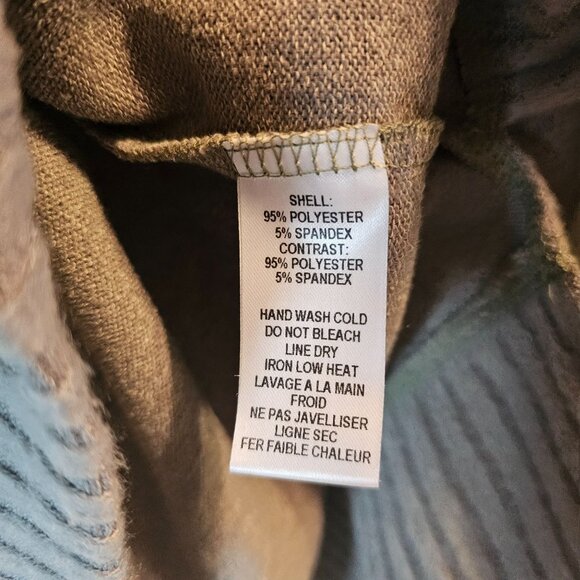 SHELL:
95% POLYESTER
5% SPANDEX
CONTRAST:
95% POLYESTER
5% SPANDEX
HAND WASH COLD
DO NOT BLEACH
LINE DRY
IRON LOW HEAT
LAVAGE A LA MAIN
FROID
NE PAS JAVELLISER
LIGNE SEC
FER FAIBLE CHALEUR